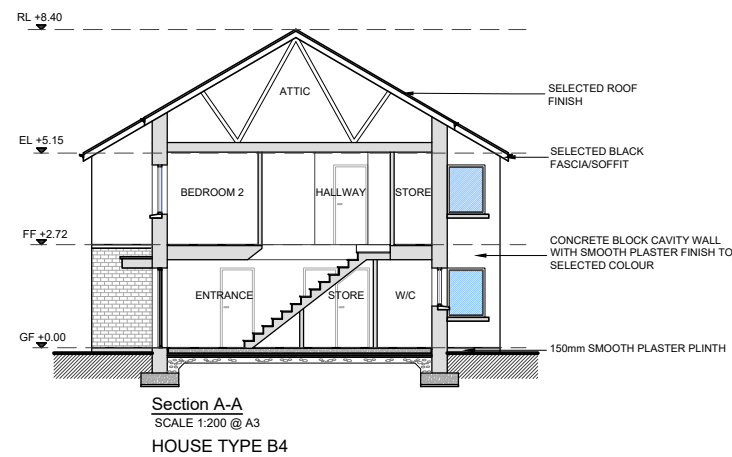 RL +8.40
ATTIC
SELECTED ROOF
FINISH
EL +5.15
SELECTED BLACK
FASCIA/SOFFIT
BEDROOM 2
HALLWAY
STORE
FF +2.72
CONCRETE BLOCK CAVITY WALL
WITH SMOOTH PLASTER FINISH TO
SELECTED COLOUR
ENTRANCE
STORE
W/C
GF +0.00
150mm SMOOTH PLASTER PLINTH
Section A-A
SCALE 1:200 @ A3
HOUSE TYPE B4